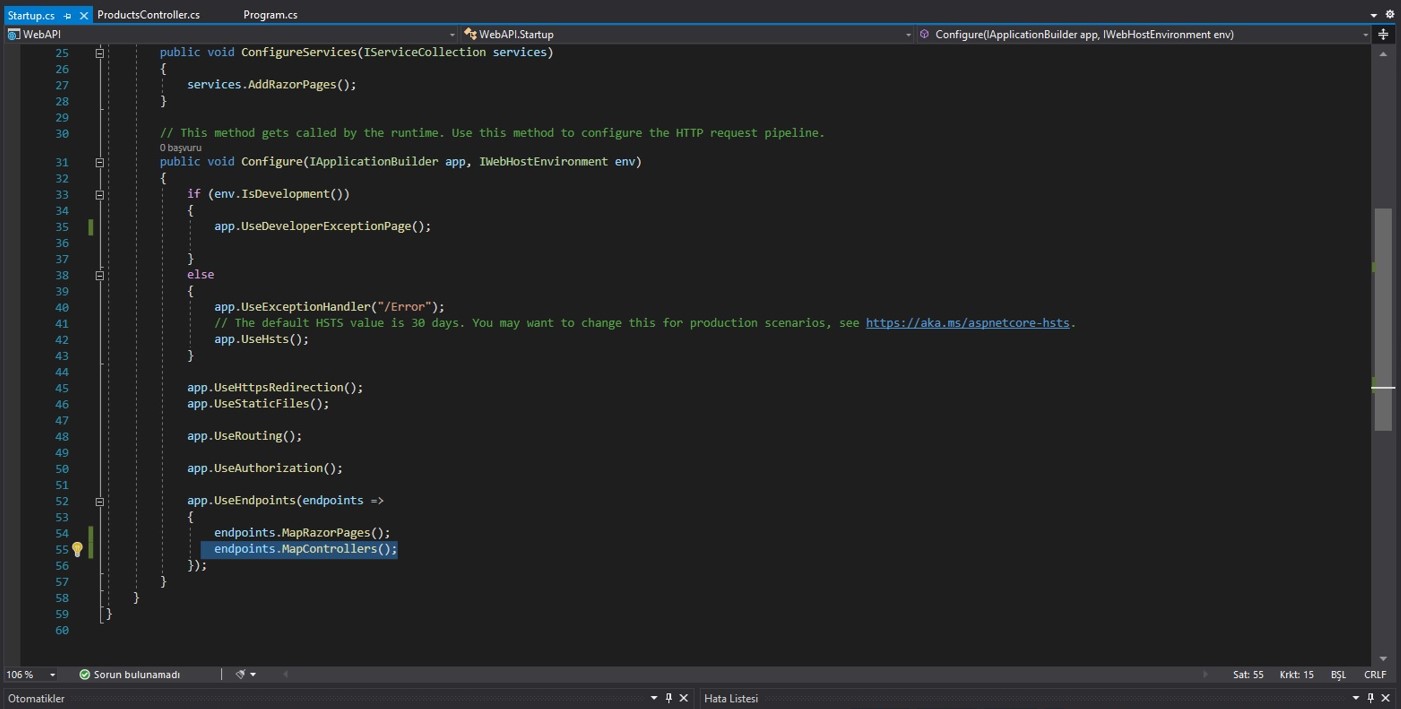 Startup.cs ProductsController.cs Program.cs
WebAPI WebAPI.Startup Configure(IApplicationBuilder app, IWebHostEnvironment env)
25 public void ConfigureServices(IServiceCollection services)
26 {
27 services.AddRazorPages();
28 }
29
30 // This method gets called by the runtime. Use this method to configure the HTTP request pipeline.
0 başvuru
31 public void Configure(IApplicationBuilder app, IWebHostEnvironment env)
32 {
33 if (env.IsDevelopment())
34 {
35 app.UseDeveloperExceptionPage();
36
37 }
38 else
39 {
40 app.UseExceptionHandler("/Error");
41 // The default HSTS value is 30 days. You may want to change this for production scenarios, see https://aka.ms/aspnetcore-hsts.
42 app.UseHsts();
43 }
44
45 app.UseHttpsRedirection();
46 app.UseStaticFiles();
47
48 app.UseRouting();
49
50 app.UseAuthorization();
51
52 app.UseEndpoints(endpoints =>
53 {
54 endpoints.MapRazorPages();
55 endpoints.MapControllers();
56 });
57 }
58 }
59 }
60
106 % Sorun bulunamadı Sat: 55 Krkt: 15 BŞL CRLF
Otomatikler Hata Listesi